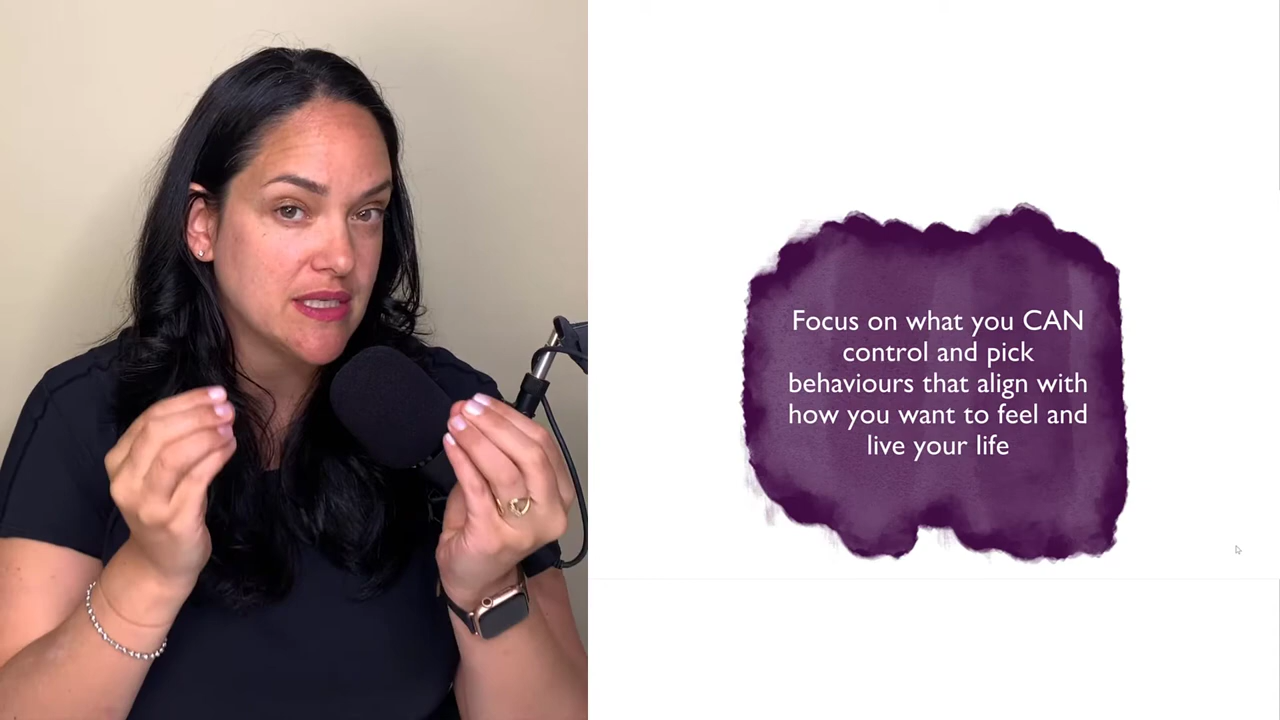 Focus on what you CAN
control and pick
behaviours that align with
how you want to feel and
live your life